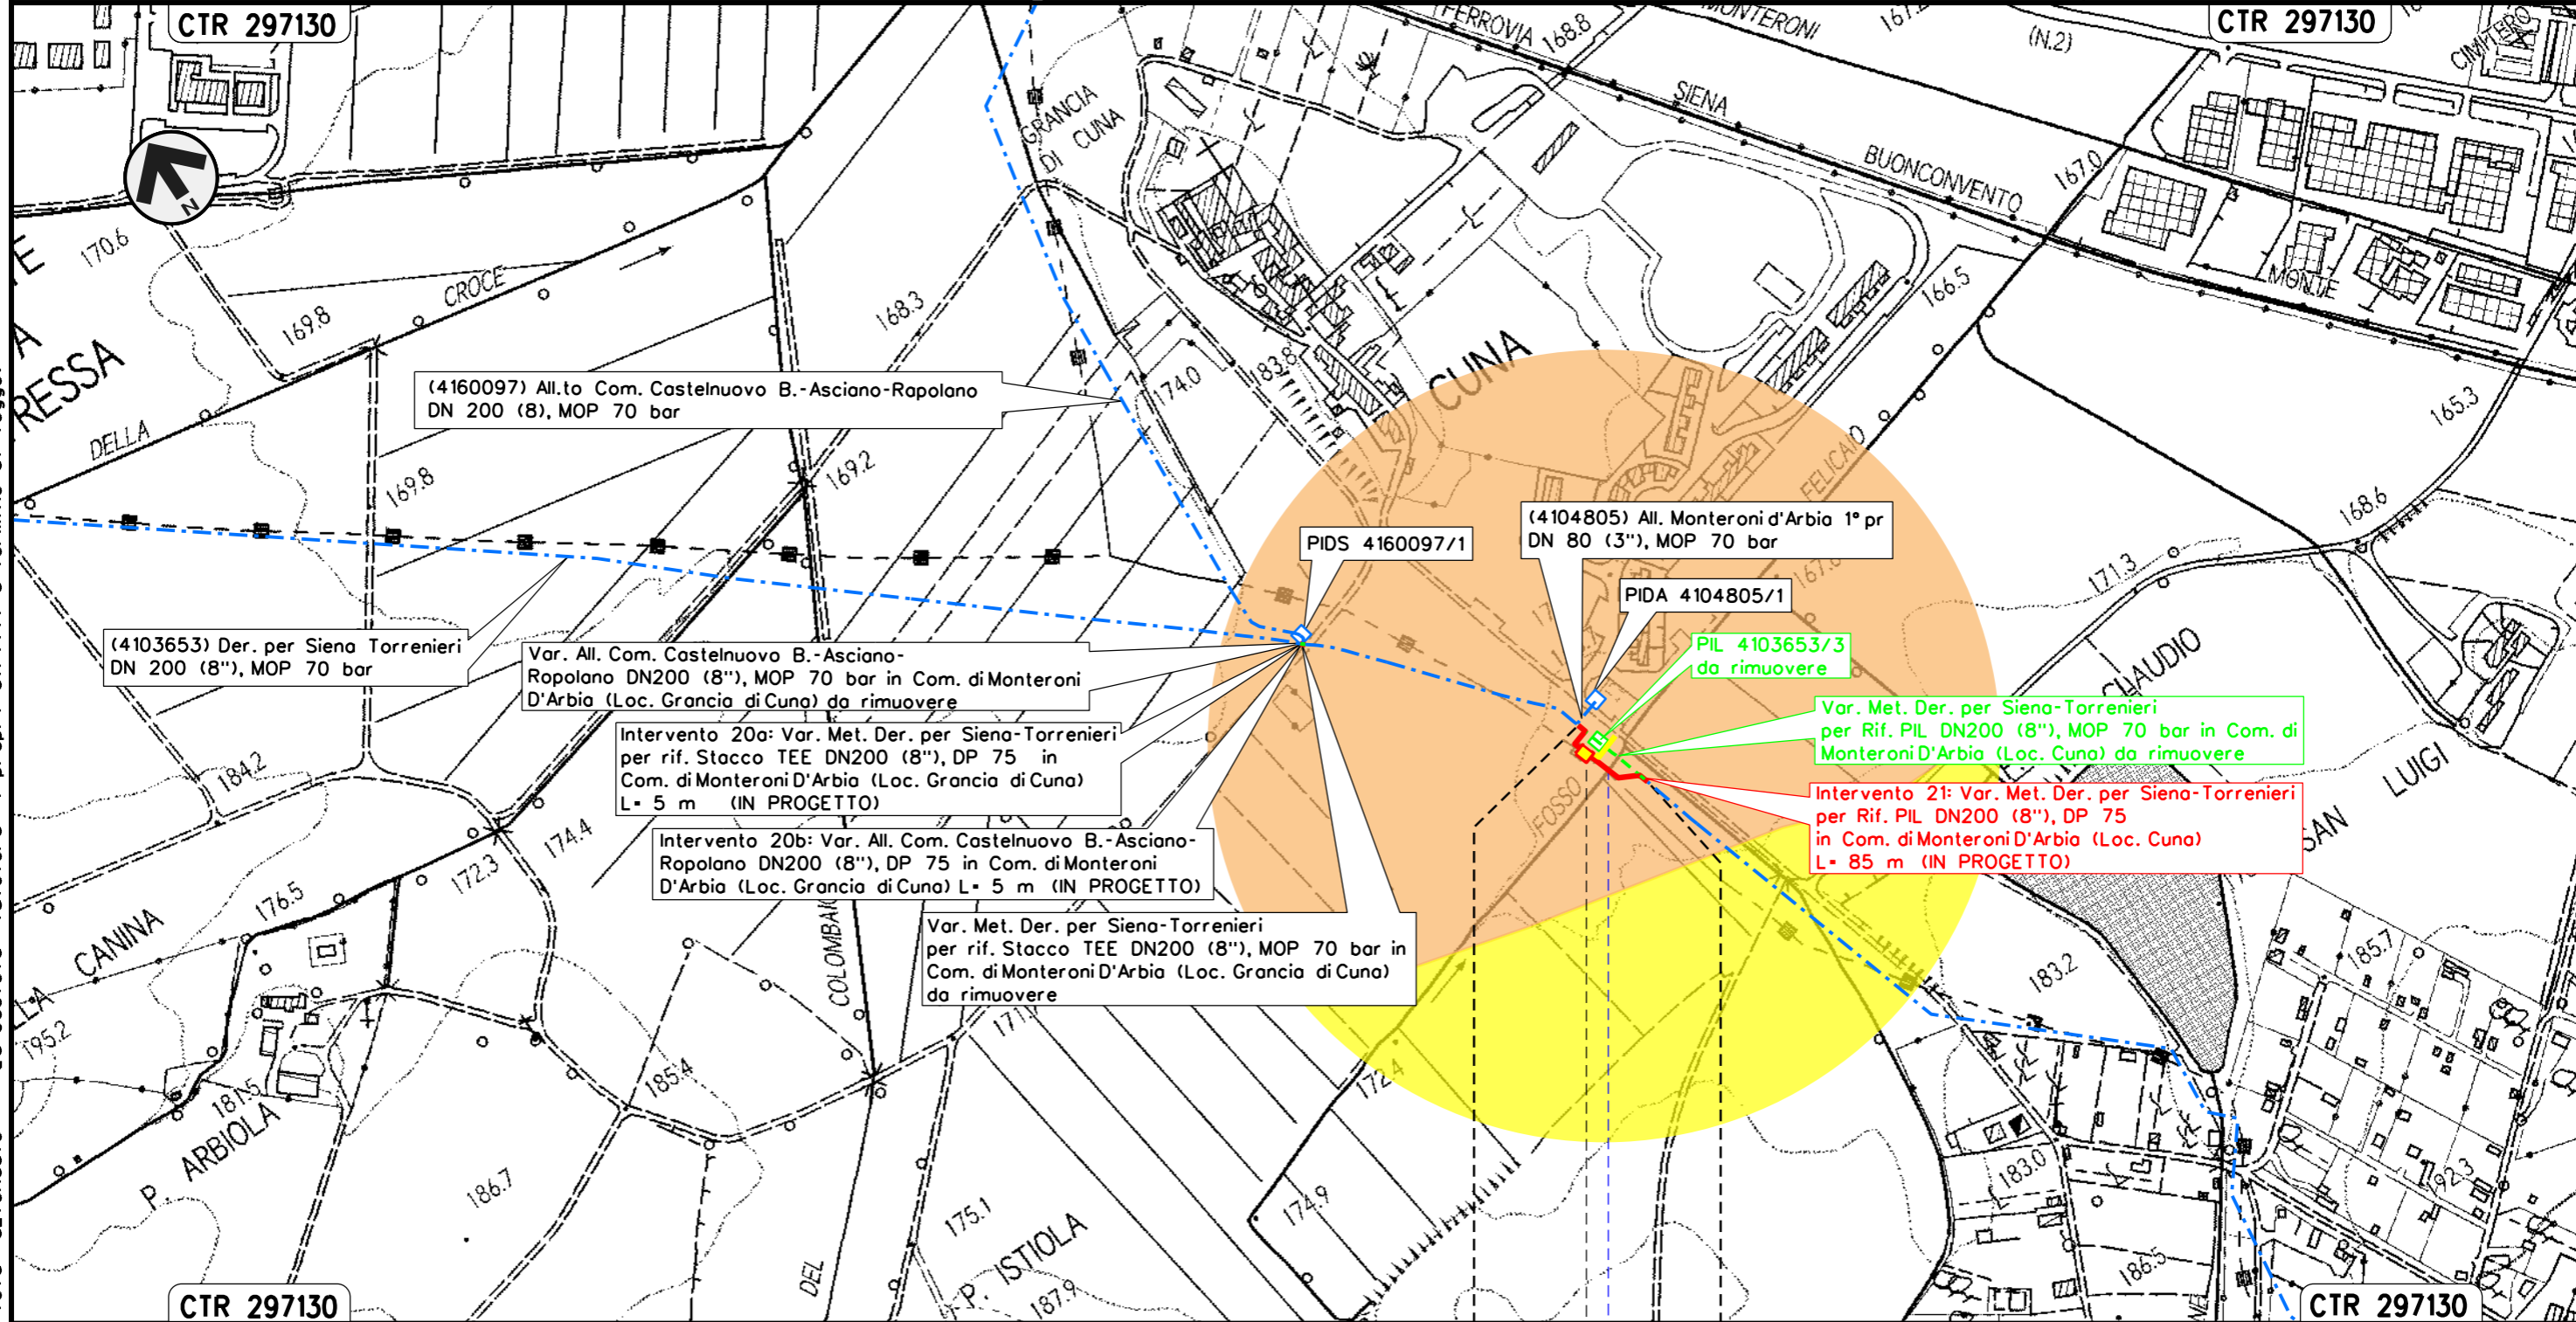 CTR 297130
CTR 297130
FERROVIA
168.8
MONTERONI
(N.2)
CIMITERO
SIENA
BUONCONVENTO
167.0
MONTE
GRANCIA
DI CUNA
N
170.6
CROCE
169.8
168.3
166.5
165.3
RESSA
DELLA
(4160097) All.to Com. Castelnuovo B.-Asciano-Rapolano
DN 200 (8), MOP 70 bar
174.0
183.8
CUNA
169.8
169.2
FELICAIO
168.6
PIDS 4160097/1
(4104805) All. Monteroni d'Arbia 1° pr
DN 80 (3"), MOP 70 bar
171.3
PIDA 4104805/1
(4103653) Der. per Siena Torrenieri
DN 200 (8"), MOP 70 bar
Var. All. Com. Castelnuovo B.-Asciano-
Ropolano DN200 (8"), MOP 70 bar in Com. di Monteroni
D'Arbia (Loc. Grancia di Cuna) da rimuovere
PIL 4103653/3
da rimuovere
CLAUDIO
Var. Met. Der. per Siena-Torrenieri
per Rif. PIL DN200 (8"), MOP 70 bar in Com. di
Monteroni D'Arbia (Loc. Cuna) da rimuovere
Intervento 20a: Var. Met. Der. per Siena-Torrenieri
per rif. Stacco TEE DN200 (8"), DP 75 in
Com. di Monteroni D'Arbia (Loc. Grancia di Cuna)
L= 5 m (IN PROGETTO)
184.2
FOSSO
LUIGI
Intervento 21: Var. Met. Der. per Siena-Torrenieri
per Rif. PIL DN200 (8"), DP 75
in Com. di Monteroni D'Arbia (Loc. Cuna)
L= 85 m (IN PROGETTO)
SAN
174.4
172.3
Intervento 20b: Var. All. Com. Castelnuovo B.-Asciano-
Ropolano DN200 (8"), DP 75 in Com. di Monteroni
D'Arbia (Loc. Grancia di Cuna) L= 5 m (IN PROGETTO)
176.5
CANINA
COLOMBAIO
Var. Met. Der. per Siena-Torrenieri
per rif. Stacco TEE DN200 (8"), MOP 70 bar in
Com. di Monteroni D'Arbia (Loc. Grancia di Cuna)
da rimuovere
185.7
183.2
195.2
181.5
185.4
172.4
P. ARBIOLA
186.7
183.0
192.3
174.9
175.1
P. ISTIOLA
187.9
DEL
186.5
CTR 297130
CTR 297130